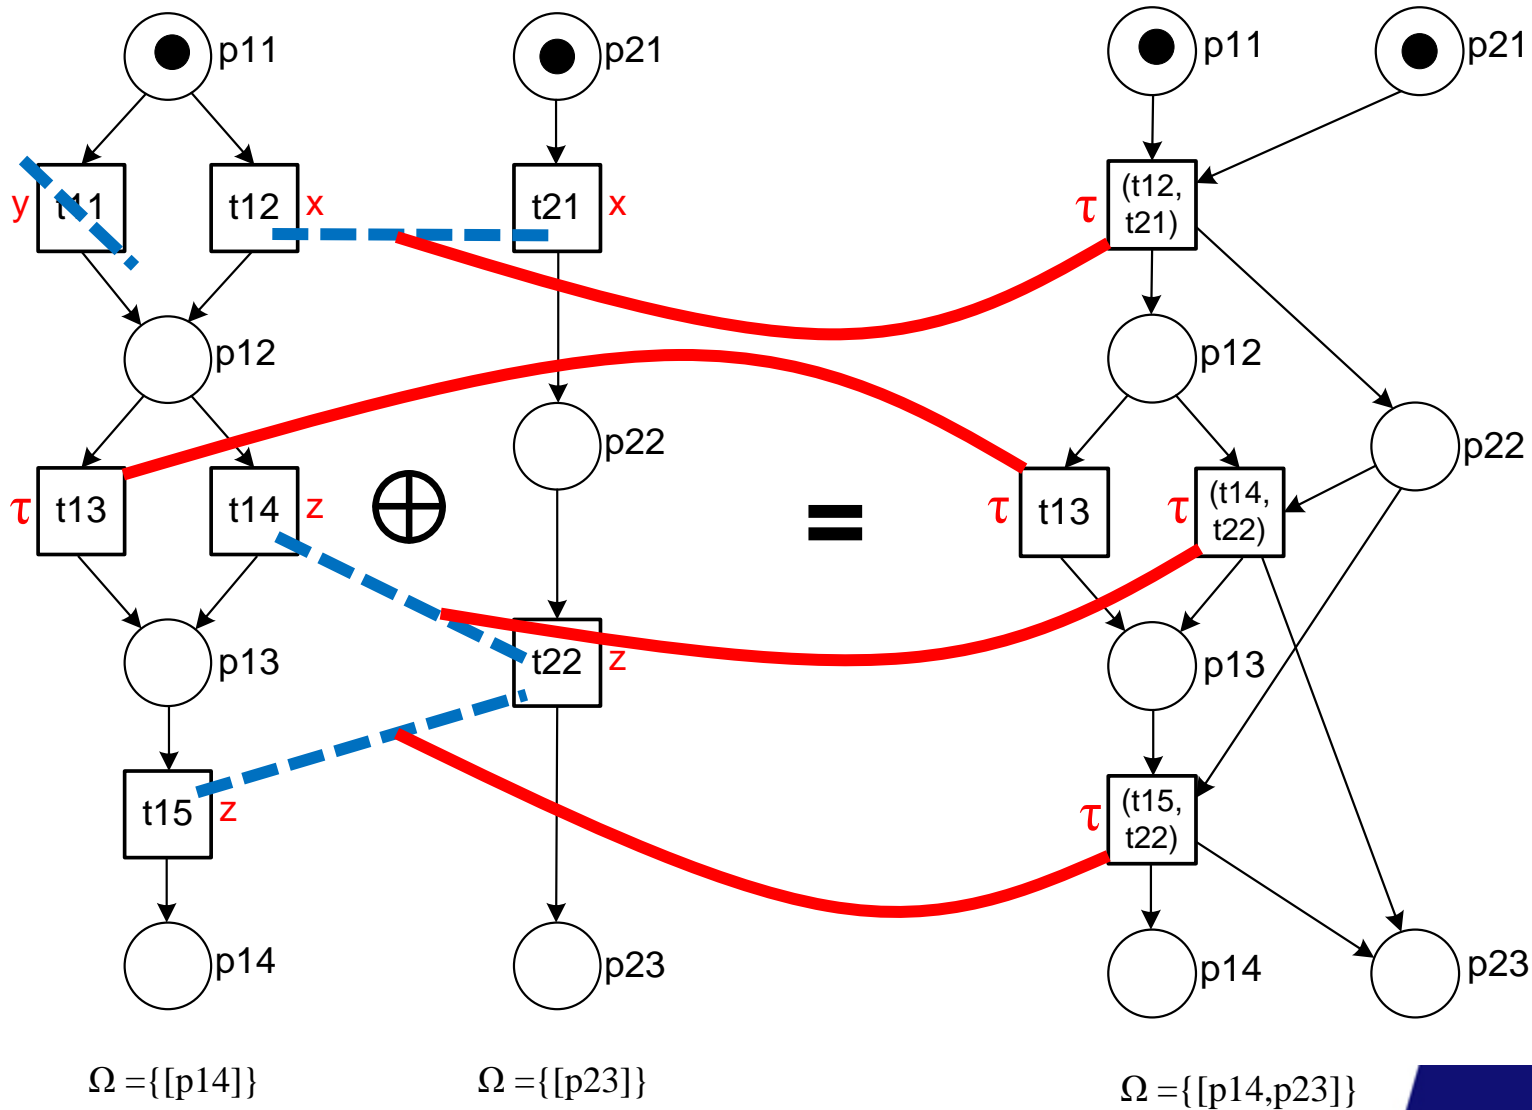 p11
p21
p11
p21
y
t11
t12
x
t21
x
τ
(t12,
t21)
p12
p12
p22
p22
τ
t13
t14
z
τ
t13
τ
(t14,
t22)
⊕
=
p13
t22
z
p13
t15
z
τ
(t15,
t22)
p14
p23
p14
p23
Ω ={[p14]}
Ω ={[p23]}
Ω ={[p14,p23]}